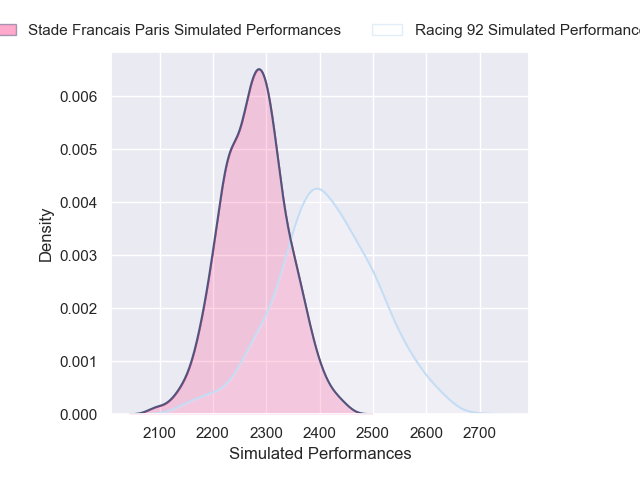 Stade Francais Paris Simulated Performances Racing 92 Simulated
0.006
0.005
0.004
0.003
0.002
0.001
0.000
Density
2100 2200 2300 2400 2500 2600 2700
Simulated Performances